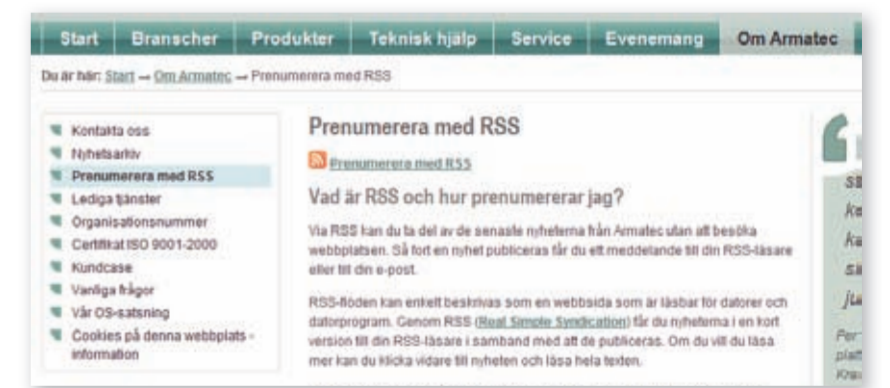 Start Branscher Produkter Teknisk hjälp Service Evenemang Om Armatec
Du är här: Start → Om Armatec → Prenumerera med RSS
Kontakta oss
Nyhetsarkiv
Prenumerera med RSS
Lediga tjänster
Organisationsnummer
Certifikat ISO 9001-2000
Kundcase
Vanliga frågor
Vår OS-satsning
Cookies på denna webbplats -
information
Prenumerera med RSS
Prenumerera med RSS
Vad är RSS och hur prenumererar jag?
Via RSS kan du ta del av de senaste nyheterna från Armatec utan att besöka
webbplatsen. Så fort en nyhet publiceras får du ett meddelande till din RSS-läsare
eller till din e-post.
RSS-flöden kan enkelt beskrivas som en webbsida som är läsbar för datorer och
datorprogram. Genom RSS (Real Simple Syndication) får du nyheterna i en kort
version till din RSS-läsare i samband med att de publiceras. Om du vill du läsa
mer kan du klicka vidare till nyheten och läsa hela texten.